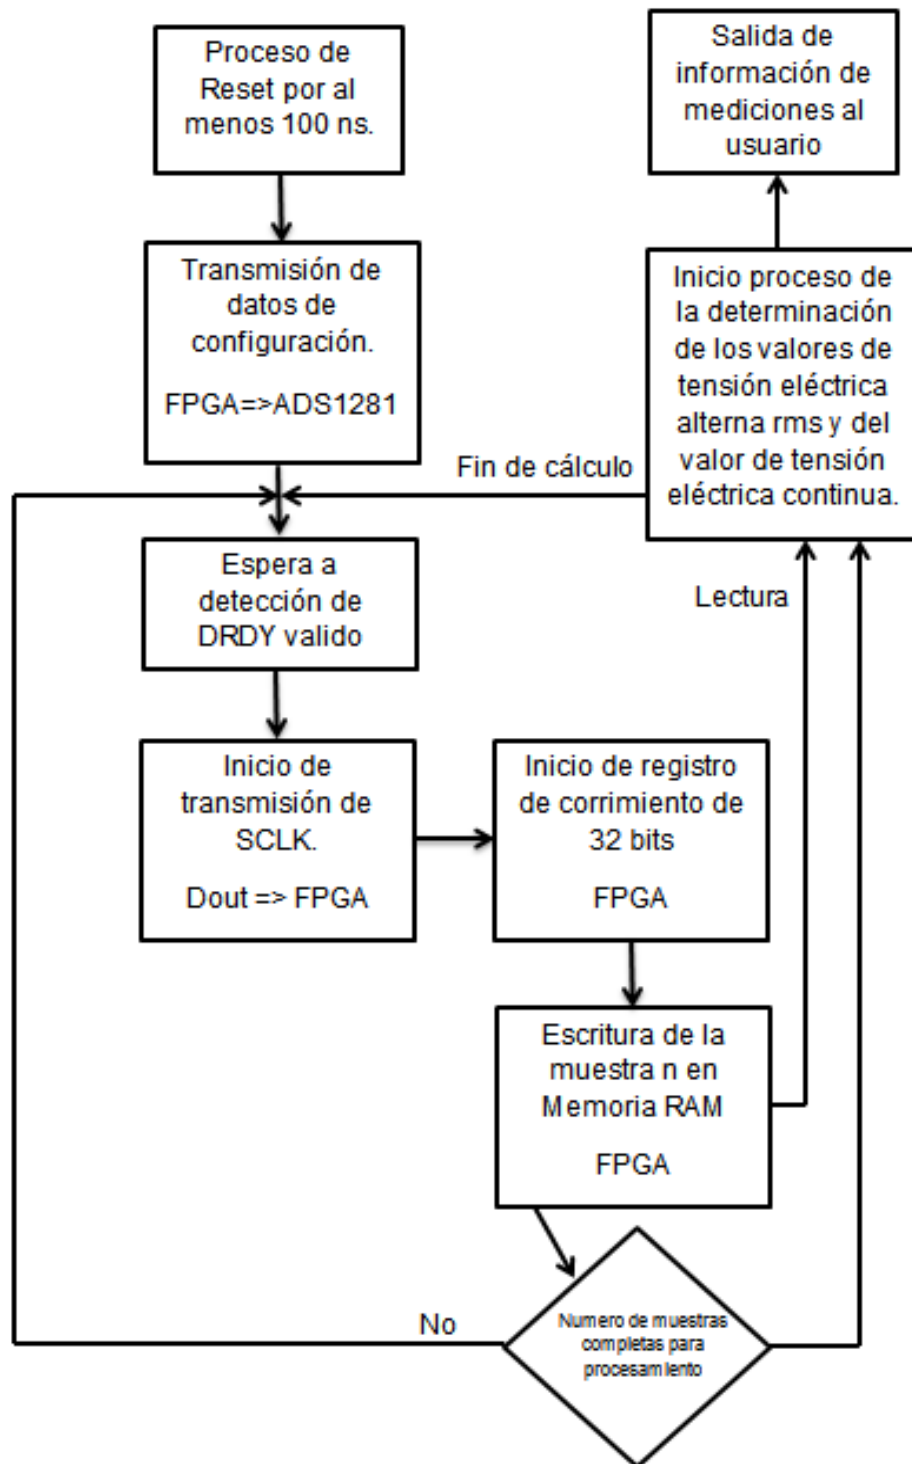 Proceso de
Reset por al
menos 100 ns.
Transmisión de
datos de
configuración.
FPGA=>ADS1281
Espera a
detección de
DRDY valido
Inicio de
transmisión de
SCLK.
Dout => FPGA
Inicio de registro
de corrimiento de
32 bits
FPGA
Escritura de la
muestra n en
Memoria RAM
FPGA
Numero de muestras
completas para
procesamiento
No
Lectura
Fin de cálculo
Inicio proceso de
la determinación
de los valores de
tensión eléctrica
alterna rms y del
valor de tensión
eléctrica continua.
Salida de
información de
mediciones al
usuario